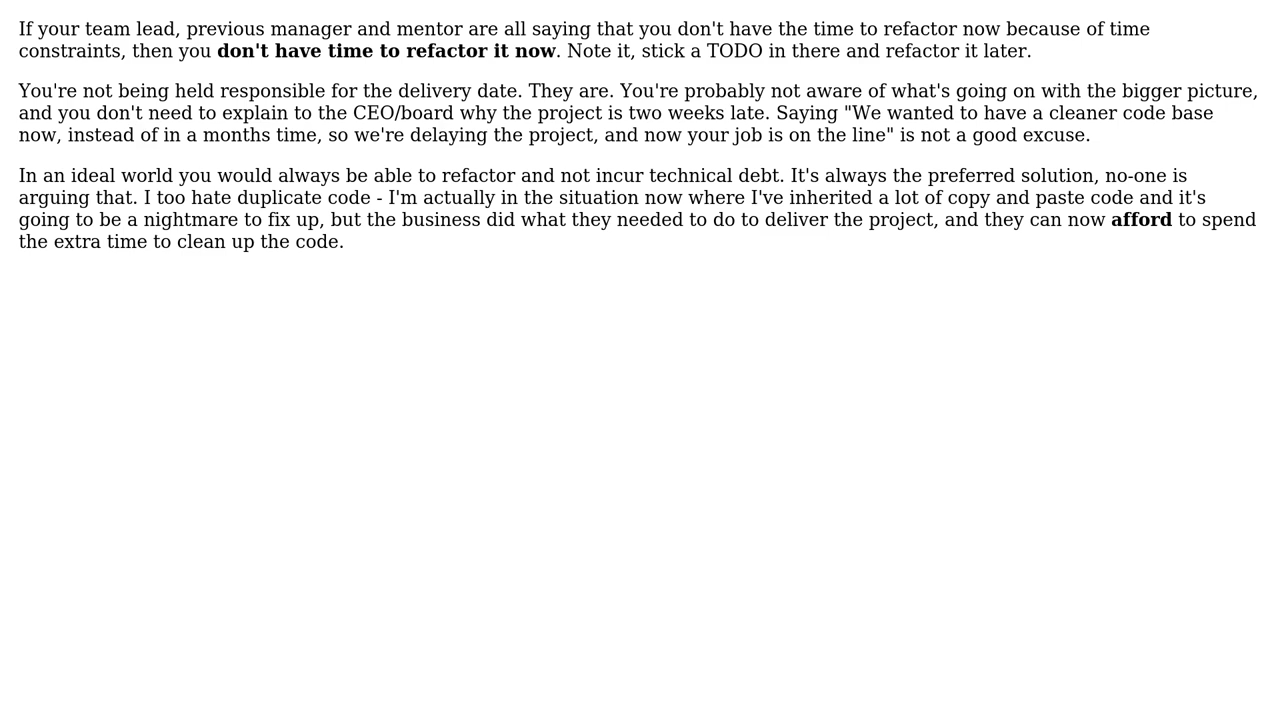 If your team lead, previous manager and mentor are all saying that you don't have the time to refactor now because of time
constraints, then you don't have time to refactor it now. Note it, stick a TODO in there and refactor it later.
You're not being held responsible for the delivery date. They are. You're probably not aware of what's going on with the bigger picture,
and you don't need to explain to the CEO/board why the project is two weeks late. Saying "We wanted to have a cleaner code base
now, instead of in a months time, so we're delaying the project, and now your job is on the line" is not a good excuse.
In an ideal world you would always be able to refactor and not incur technical debt. It's always the preferred solution, no-one is
arguing that. I too hate duplicate code - I'm actually in the situation now where I've inherited a lot of copy and paste code and it's
going to be a nightmare to fix up, but the business did what they needed to do to deliver the project, and they can now afford to spend
the extra time to clean up the code.